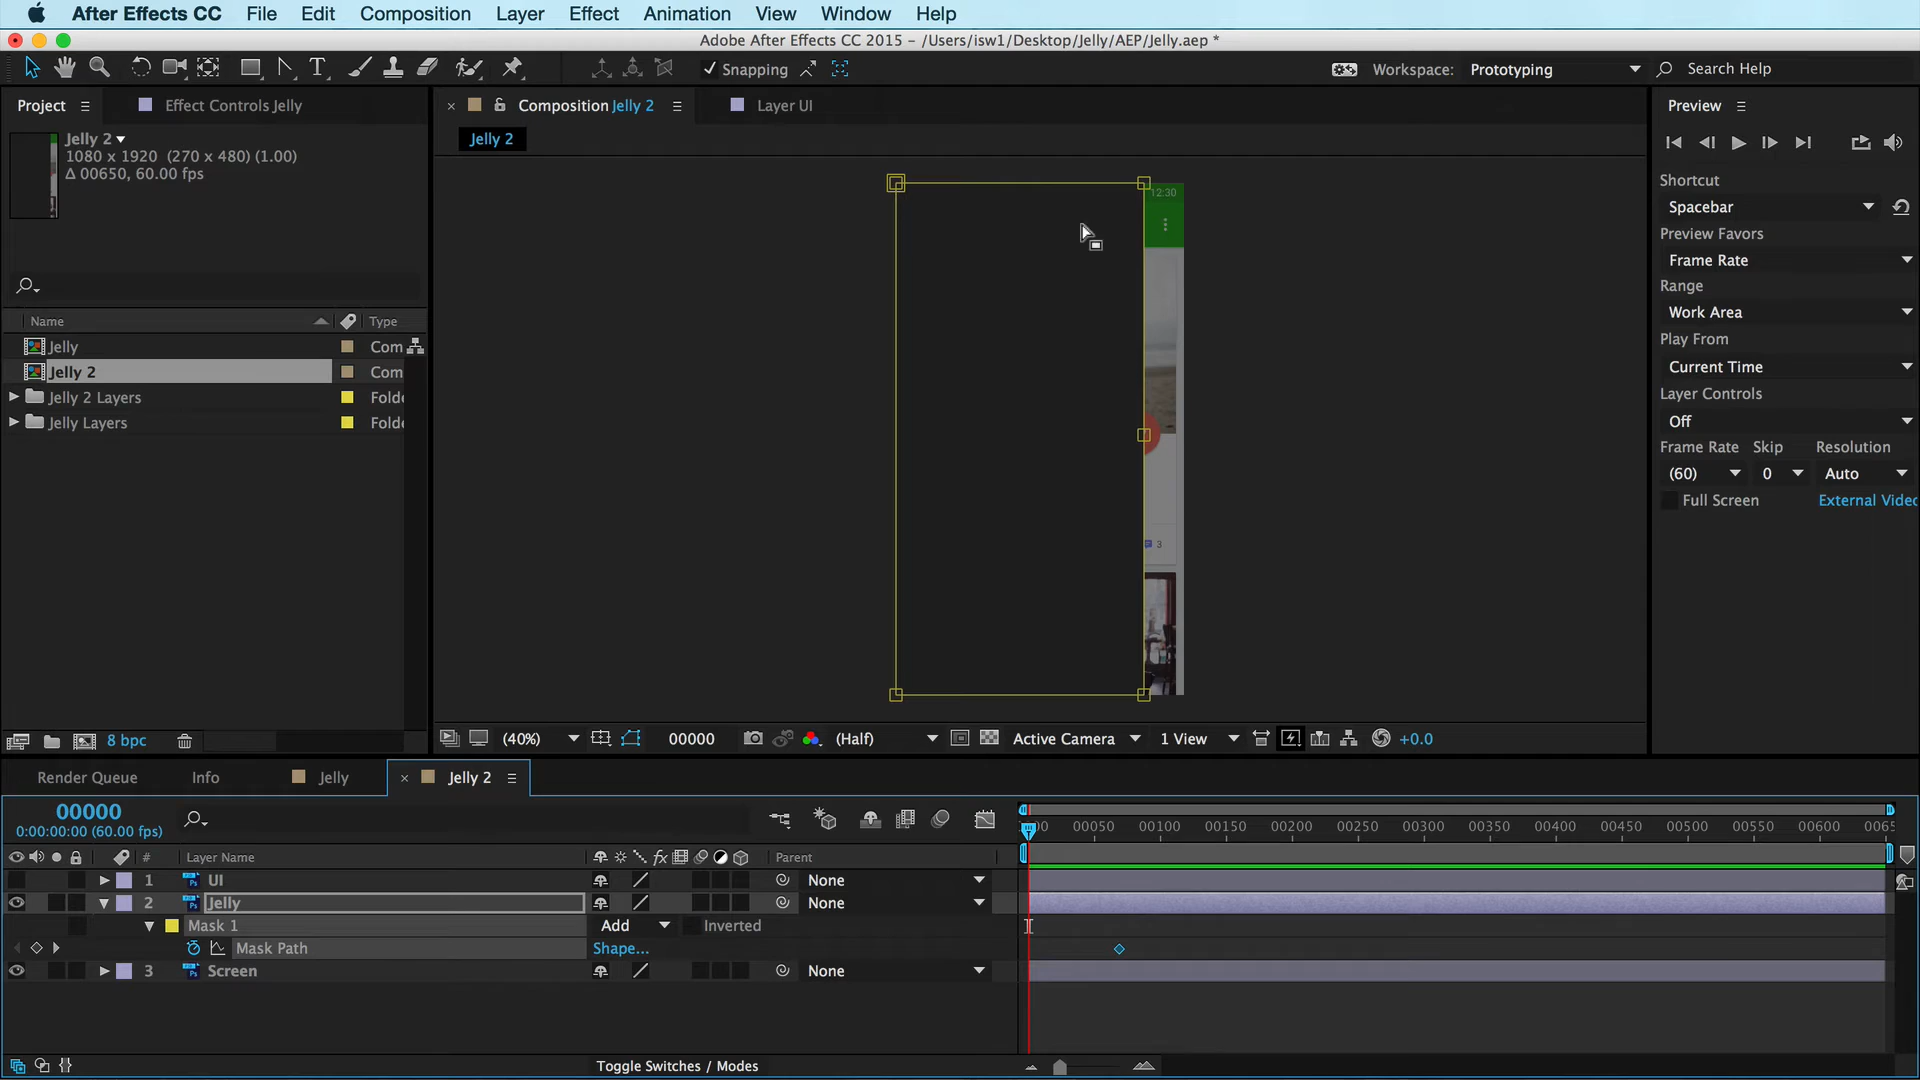 After Effects CC File Edit Composition Layer Effect Animation View Window Help
Adobe After Effects CC 2015 - /Users/isw1/Desktop/Jelly/AEP/Jelly.aep *
Snapping
Workspace: Prototyping
Search Help
Project
Effect Controls Jelly
Composition Jelly 2
Layer UI
Preview
Jelly 2
1080 x 1920 (270 x 480) (1.00)
Δ 00650, 60.00 fps
Jelly 2
12:30
3
Shortcut
Spacebar
Preview Favors
Frame Rate
Range
Work Area
Play From
Current Time
Layer Controls
Off
Frame Rate Skip Resolution
(60) 0 Auto
Full Screen External Video
Name Type
Jelly Com
Jelly 2 Com
Jelly 2 Layers Folde
Jelly Layers Folde
8 bpc
(40%) 00000 (Half) Active Camera 1 View +0.0
Render Queue Info Jelly Jelly 2
00000
0:00:00:00 (60.00 fps)
00 00050 00100 00150 00200 00250 00300 00350 00400 00450 00500 00550 00600 0065
# Layer Name fx Parent
1 UI None
2 Jelly None
Mask 1 Add Inverted
Mask Path Shape...
3 Screen None
Toggle Switches / Modes